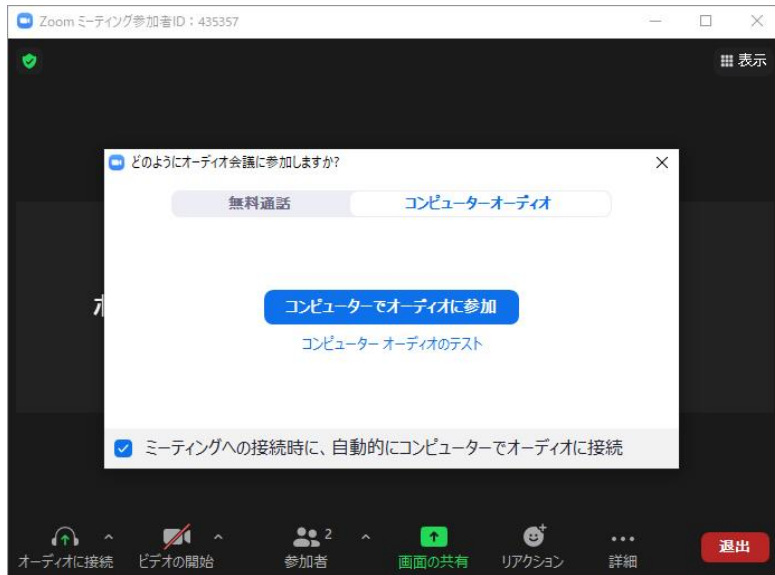 Zoom ミーティング参加者ID：435357
表示
どのようにオーディオ会議に参加しますか?
無料通話 コンピューターオーディオ
コンピューターでオーディオに参加
コンピューター オーディオのテスト
ミーティングへの接続時に、自動的にコンピューターでオーディオに接続
2
オーディオに接続 ビデオの開始 参加者 画面の共有 リアクション 詳細 退出